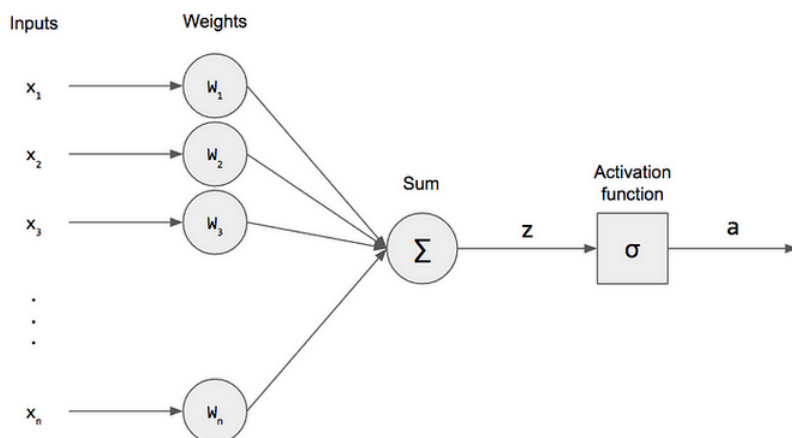 Inputs
Weights
x₁
W₁
x₂
W₂
x₃
W₃
Sum
Σ
z
Activation
function
σ
a
.
.
.
xₙ
Wₙ